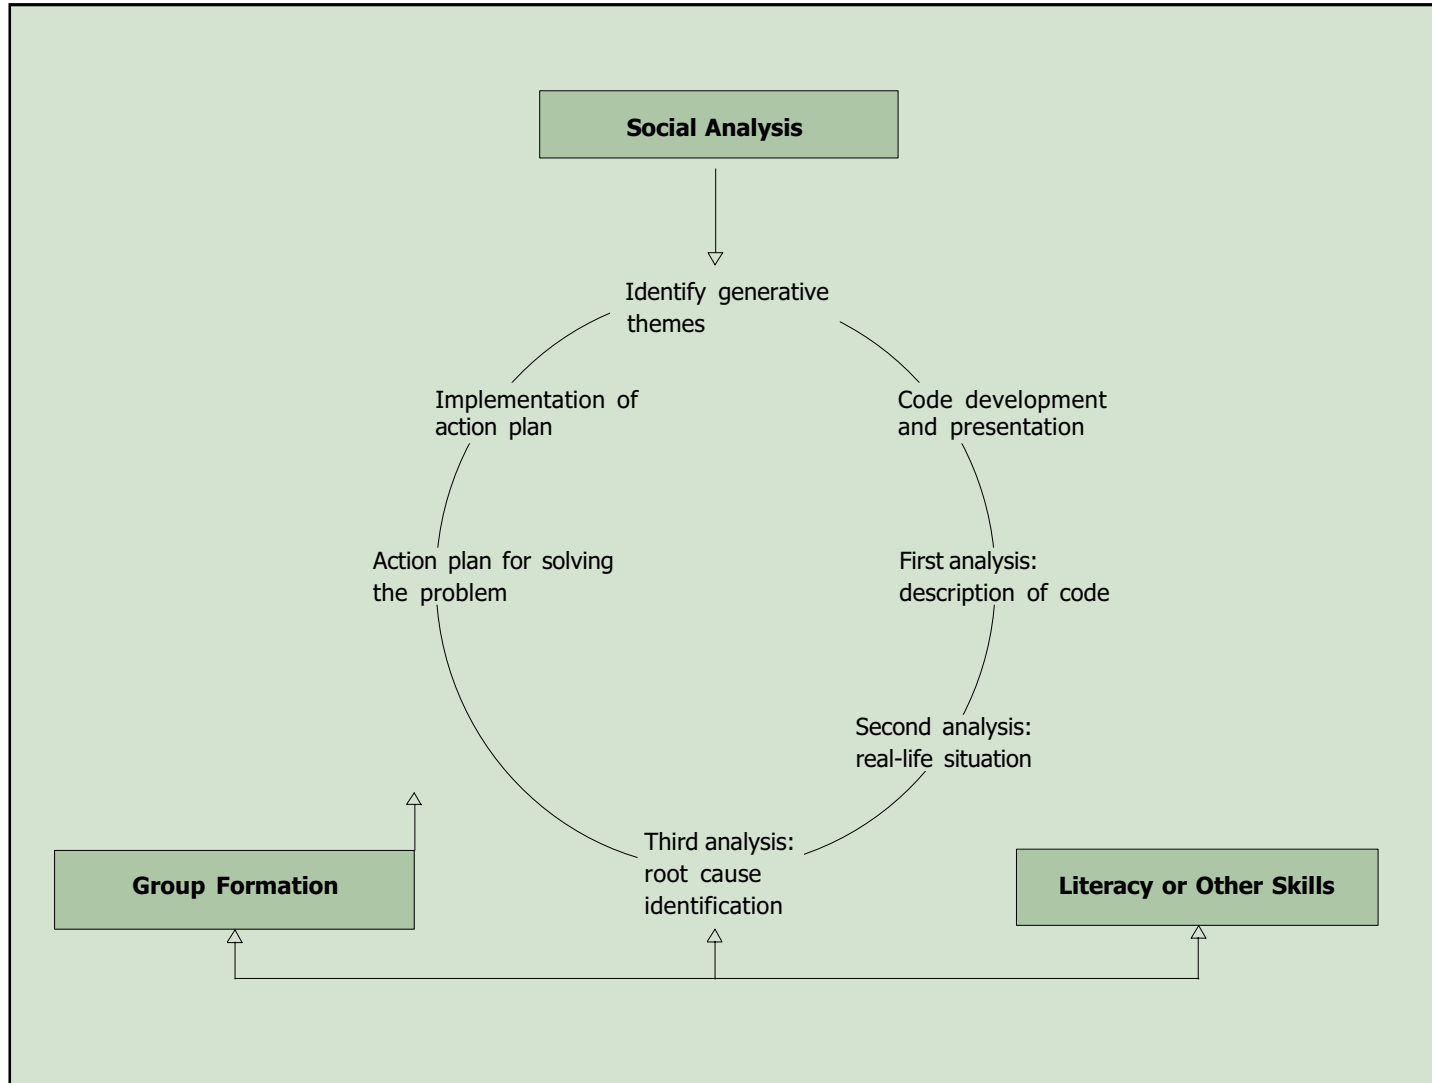 Social Analysis
Identify generative
themes
Implementation of
action plan
Code development
and presentation
Action plan for solving
the problem
First analysis:
description of code
Second analysis:
real-life situation
Third analysis:
root cause
identification
Group Formation
Literacy or Other Skills